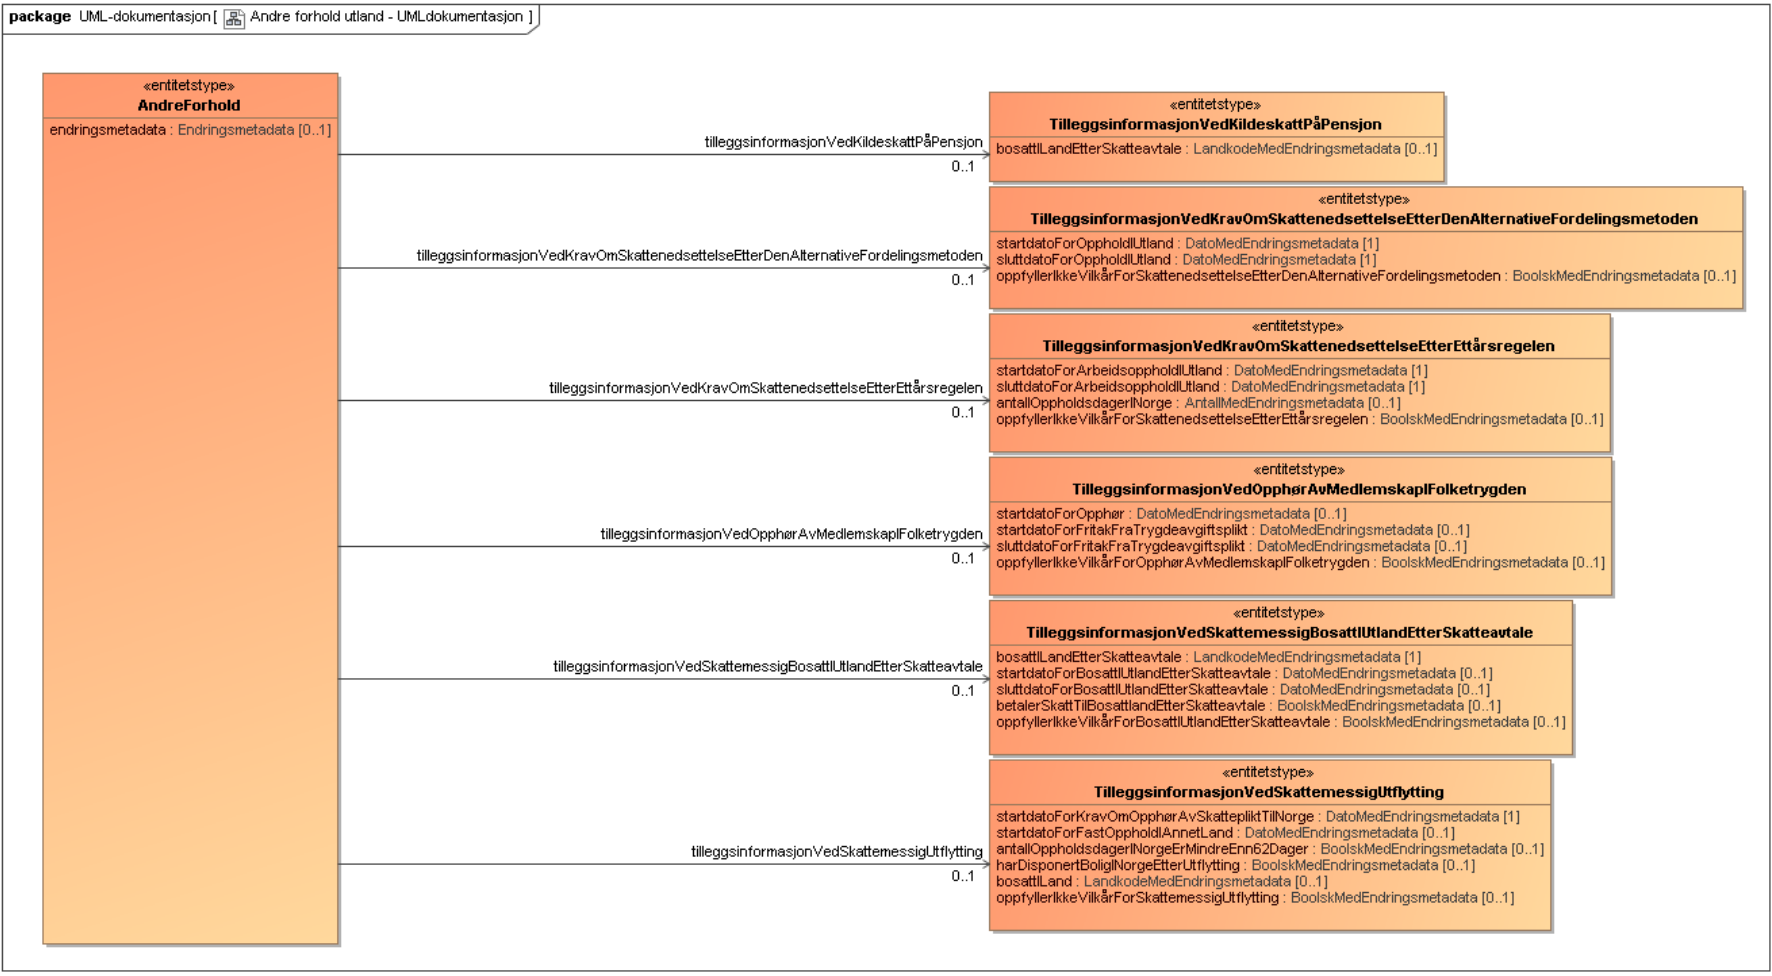 package UML-dokumentasjon [ Andre forhold utland - UMLdokumentasjon ]
«entitetstype»
AndreForhold
endringsmetadata : Endringsmetadata [0..1]
tilleggsinformasjonVedKildeskattPåPensjon
0..1
«entitetstype»
TilleggsinformasjonVedKildeskattPåPensjon
bosattILandEtterSkatteavtale : LandkodeMedEndringsmetadata [0..1]
tilleggsinformasjonVedKravOmSkattenedsettelseEtterDenAlternativeFordelingsmetoden
0..1
«entitetstype»
TilleggsinformasjonVedKravOmSkattenedsettelseEtterDenAlternativeFordelingsmetoden
startdatoForOppholdIUtland : DatoMedEndringsmetadata [1]
sluttdatoForOppholdIUtland : DatoMedEndringsmetadata [1]
oppfyllerIkkeVilkårForSkattenedsettelseEtterDenAlternativeFordelingsmetoden : BoolskMedEndringsmetadata [0..1]
tilleggsinformasjonVedKravOmSkattenedsettelseEtterEttårsregelen
0..1
«entitetstype»
TilleggsinformasjonVedKravOmSkattenedsettelseEtterEttårsregelen
startdatoForArbeidsoppholdIUtland : DatoMedEndringsmetadata [1]
sluttdatoForArbeidsoppholdIUtland : DatoMedEndringsmetadata [1]
antallOppholdsdagerINorge : AntallMedEndringsmetadata [0..1]
oppfyllerIkkeVilkårForSkattenedsettelseEtterEttårsregelen : BoolskMedEndringsmetadata [0..1]
tilleggsinformasjonVedOpphørAvMedlemskapIFolketrygden
0..1
«entitetstype»
TilleggsinformasjonVedOpphørAvMedlemskapIFolketrygden
startdatoForOpphør : DatoMedEndringsmetadata [0..1]
startdatoForFritakFraTrygdeavgiftsplikt : DatoMedEndringsmetadata [0..1]
sluttdatoForFritakFraTrygdeavgiftsplikt : DatoMedEndringsmetadata [0..1]
oppfyllerIkkeVilkårForOpphørAvMedlemskapIFolketrygden : BoolskMedEndringsmetadata [0..1]
tilleggsinformasjonVedSkattemessigBosattIUtlandEtterSkatteavtale
0..1
«entitetstype»
TilleggsinformasjonVedSkattemessigBosattIUtlandEtterSkatteavtale
bosattILandEtterSkatteavtale : LandkodeMedEndringsmetadata [1]
startdatoForBosattIUtlandEtterSkatteavtale : DatoMedEndringsmetadata [0..1]
sluttdatoForBosattIUtlandEtterSkatteavtale : DatoMedEndringsmetadata [0..1]
betalerSkattTilBosattlandEtterSkatteavtale : BoolskMedEndringsmetadata [0..1]
oppfyllerIkkeVilkårForBosattIUtlandEtterSkatteavtale : BoolskMedEndringsmetadata [0..1]
tilleggsinformasjonVedSkattemessigUtflytting
0..1
«entitetstype»
TilleggsinformasjonVedSkattemessigUtflytting
startdatoForKravOmOpphørAvSkattepliktTilNorge : DatoMedEndringsmetadata [1]
startdatoForFastOppholdIAnnetLand : DatoMedEndringsmetadata [0..1]
antallOppholdsdagerINorgeErMindreEnn62Dager : BoolskMedEndringsmetadata [0..1]
harDisponertBoligINorgeEtterUtflytting : BoolskMedEndringsmetadata [0..1]
bosattILand : LandkodeMedEndringsmetadata [0..1]
oppfyllerIkkeVilkårForSkattemessigUtflytting : BoolskMedEndringsmetadata [0..1]